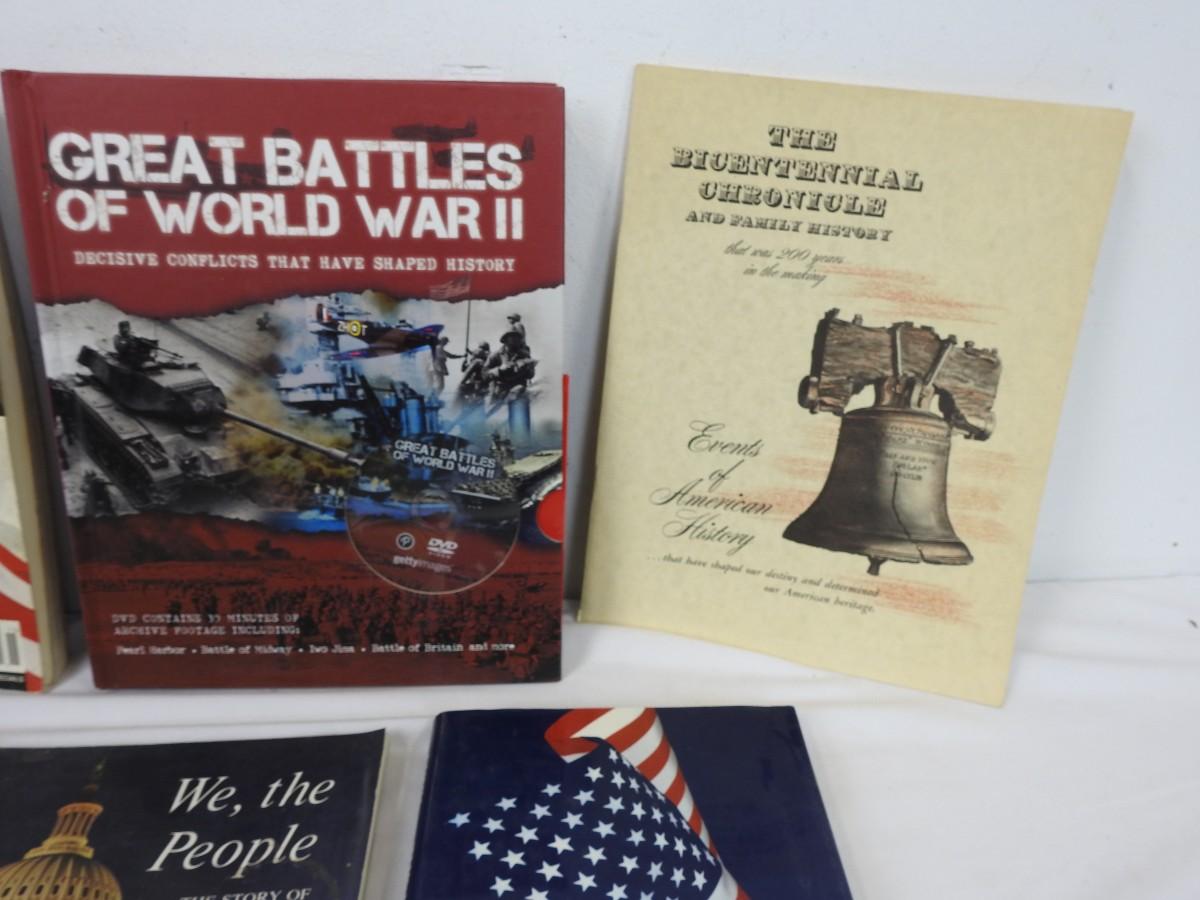 GREAT BATTLES
OF WORLD WAR II
DECISIVE CONFLICTS THAT HAVE SHAPED HISTORY
ZH T
GREAT BATTLES
OF WORLD WAR II
DVD
VIDEO
gettyimages
DVD CONTAINS 35 MINUTES OF
ARCHIVE FOOTAGE INCLUDING:
Pearl Harbor • Battle of Midway • Iwo Jima • Battle of Britain and more
THE
BICENTENNIAL
CHRONICLE
AND FAMILY HISTORY
that was 200 years
in the making
Events
of
American
History
...that have shaped our destiny and determined
our American heritage.
We, the
People
THE STORY OF